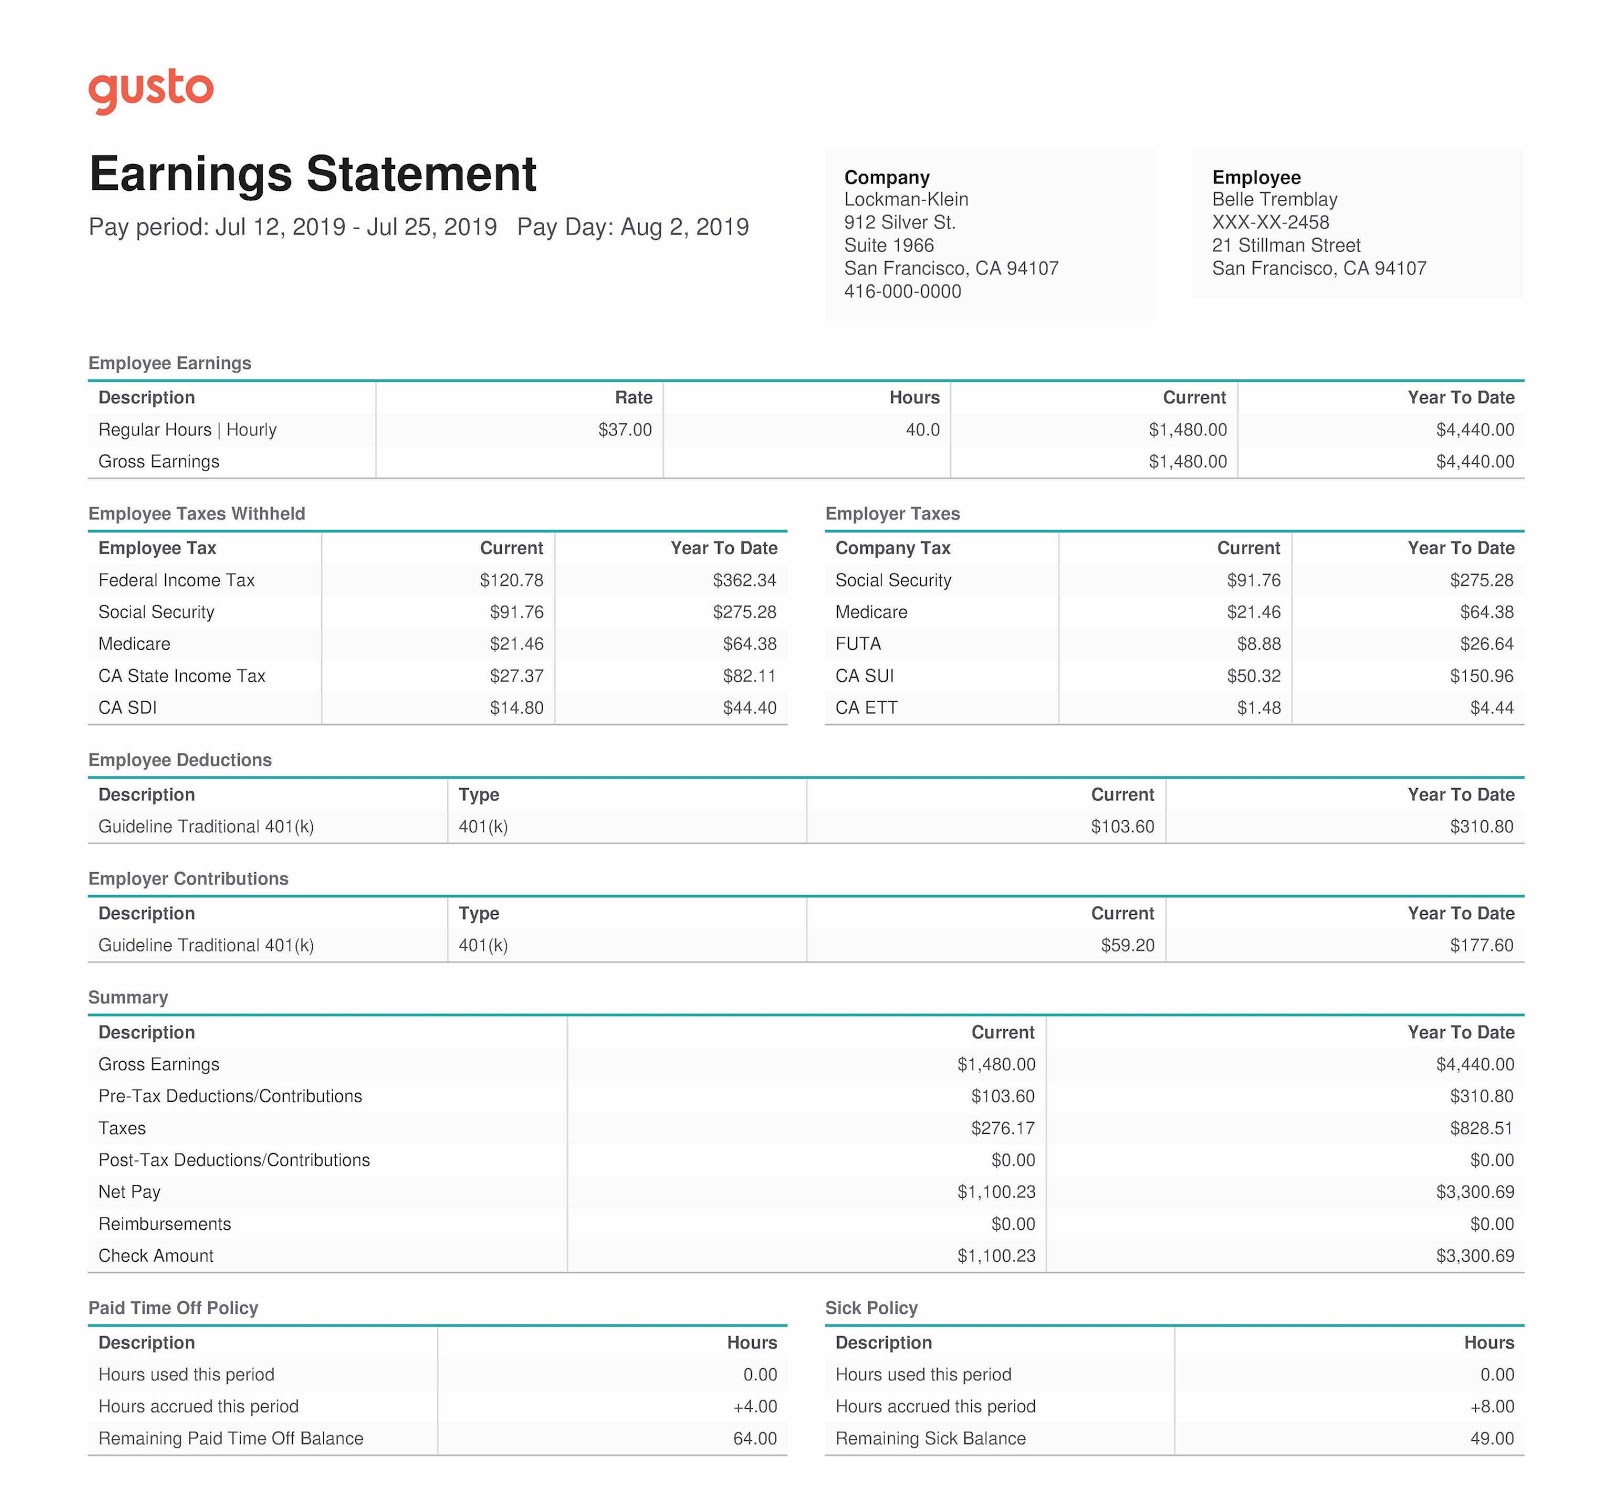 gusto
Earnings Statement
Pay period: Jul 12, 2019 - Jul 25, 2019 Pay Day: Aug 2, 2019
Company
Lockman-Klein
912 Silver St.
Suite 1966
San Francisco, CA 94107
416-000-0000
Employee
Belle Tremblay
XXX-XX-2458
21 Stillman Street
San Francisco, CA 94107
Employee Earnings
Description Rate Hours Current Year To Date
Regular Hours | Hourly $37.00 40.0 $1,480.00 $4,440.00
Gross Earnings $1,480.00 $4,440.00
Employee Taxes Withheld
Employee Tax Current Year To Date
Federal Income Tax $120.78 $362.34
Social Security $91.76 $275.28
Medicare $21.46 $64.38
CA State Income Tax $27.37 $82.11
CA SDI $14.80 $44.40
Employer Taxes
Company Tax Current Year To Date
Social Security $91.76 $275.28
Medicare $21.46 $64.38
FUTA $8.88 $26.64
CA SUI $50.32 $150.96
CA ETT $1.48 $4.44
Employee Deductions
Description Type Current Year To Date
Guideline Traditional 401(k) 401(k) $103.60 $310.80
Employer Contributions
Description Type Current Year To Date
Guideline Traditional 401(k) 401(k) $59.20 $177.60
Summary
Description Current Year To Date
Gross Earnings $1,480.00 $4,440.00
Pre-Tax Deductions/Contributions $103.60 $310.80
Taxes $276.17 $828.51
Post-Tax Deductions/Contributions $0.00 $0.00
Net Pay $1,100.23 $3,300.69
Reimbursements $0.00 $0.00
Check Amount $1,100.23 $3,300.69
Paid Time Off Policy
Description Hours
Hours used this period 0.00
Hours accrued this period +4.00
Remaining Paid Time Off Balance 64.00
Sick Policy
Description Hours
Hours used this period 0.00
Hours accrued this period +8.00
Remaining Sick Balance 49.00